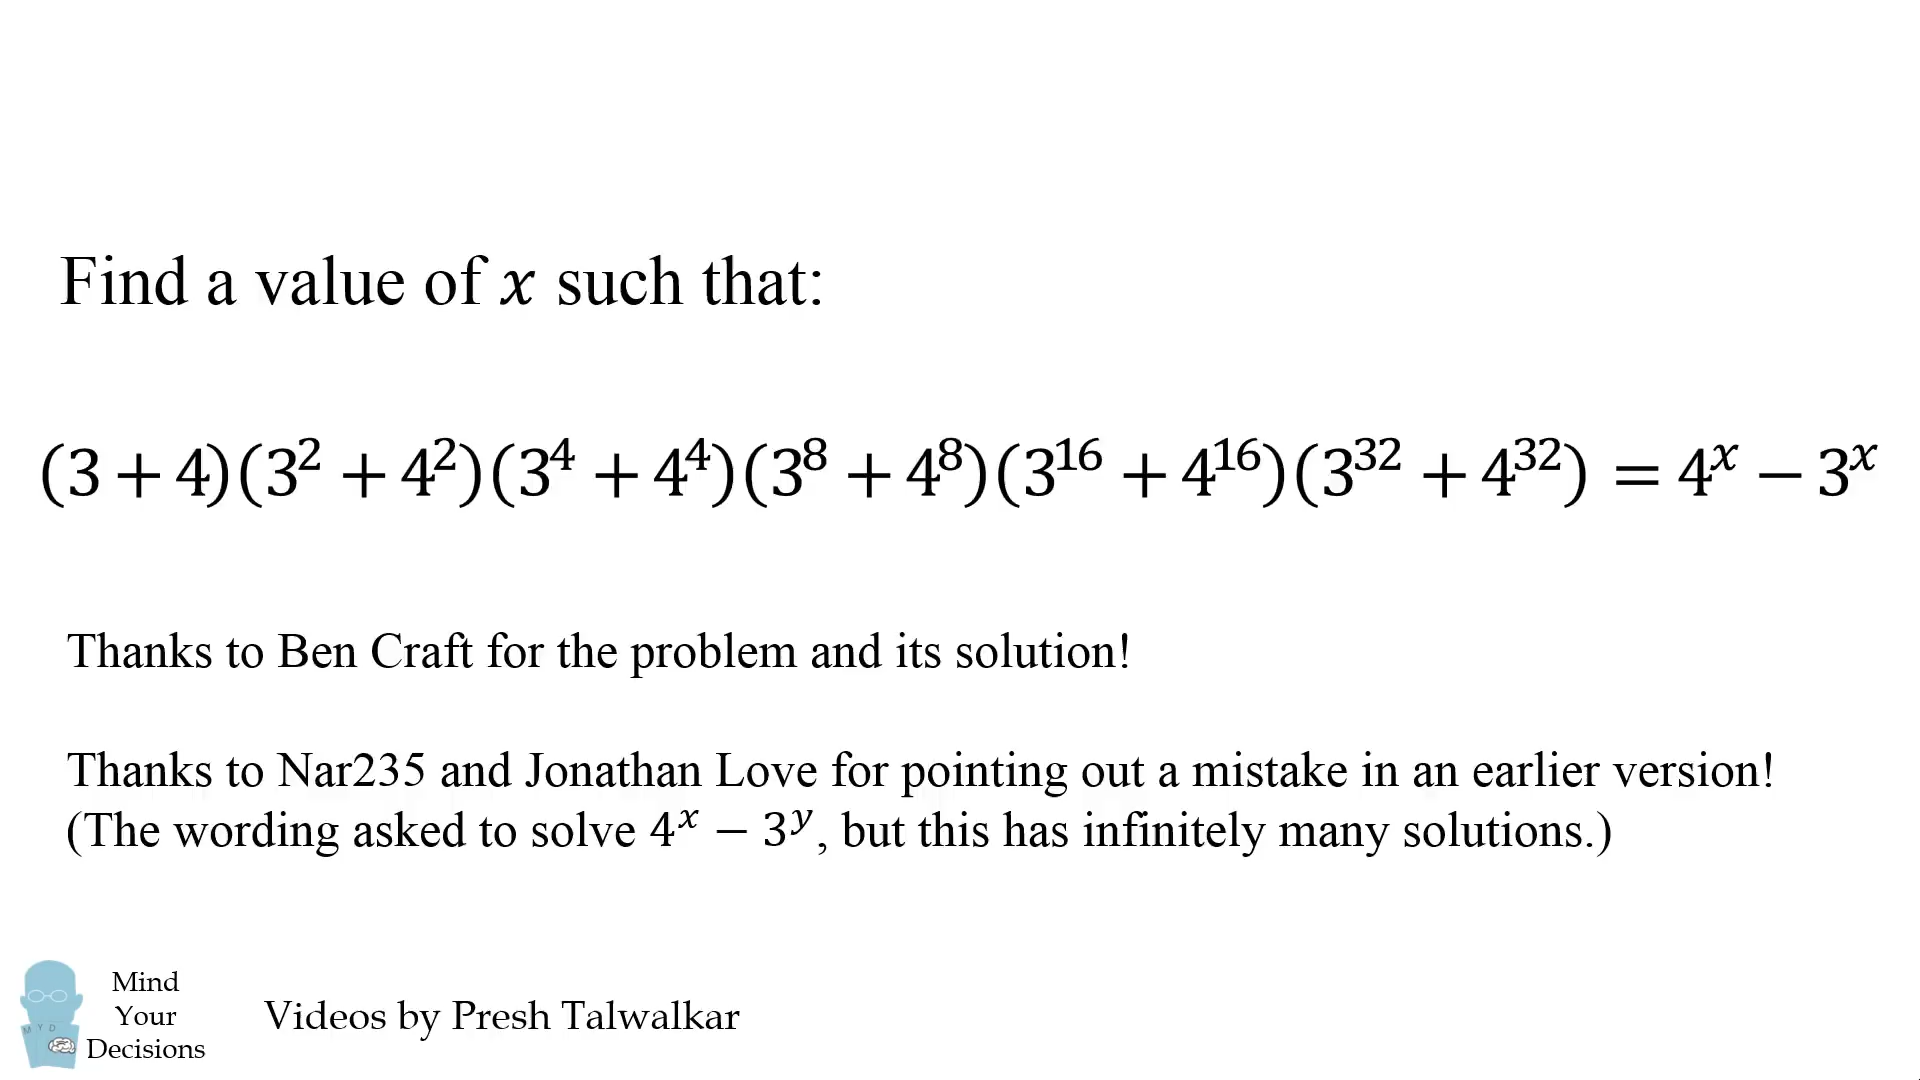 Find a value of x such that:
(3 + 4)(3² + 4²)(3⁴ + 4⁴)(3⁸ + 4⁸)(3¹⁶ + 4¹⁶)(3³² + 4³²) = 4ˣ − 3ˣ
Thanks to Ben Craft for the problem and its solution!
Thanks to Nar235 and Jonathan Love for pointing out a mistake in an earlier version!
(The wording asked to solve 4ˣ − 3ʸ, but this has infinitely many solutions.)
M Y D
Mind
Your
Decisions
Videos by Presh Talwalkar